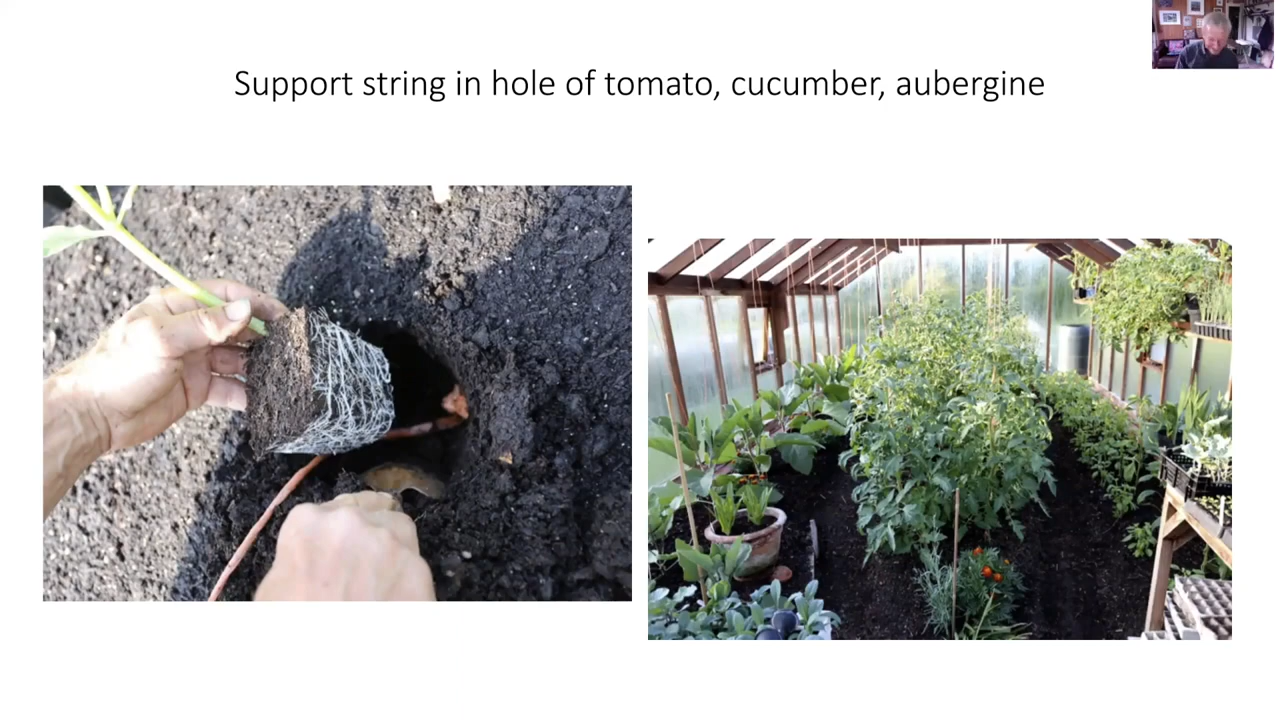 Support string in hole of tomato, cucumber, aubergine